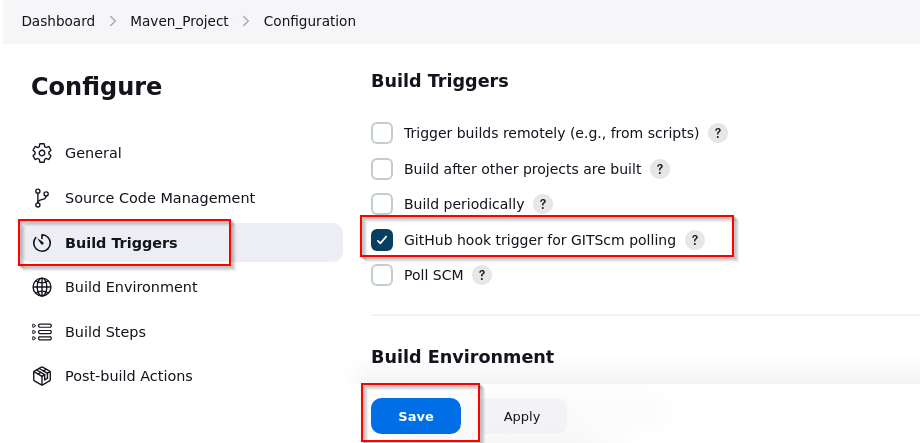 Dashboard > Maven_Project > Configuration
Configure
General
Source Code Management
Build Triggers
Build Environment
Build Steps
Post-build Actions
Build Triggers
Trigger builds remotely (e.g., from scripts) ?
Build after other projects are built ?
Build periodically ?
GitHub hook trigger for GITScm polling ?
Poll SCM ?
Build Environment
Save Apply